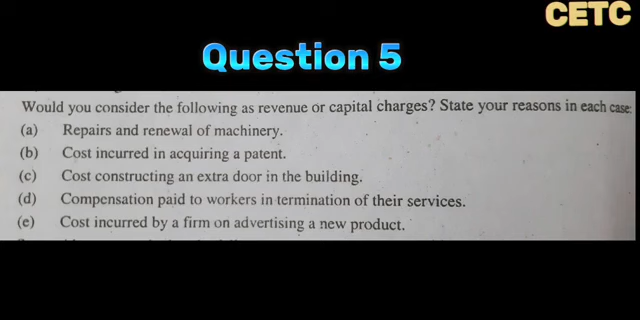 CETC
Question 5
Would you consider the following as revenue or capital charges? State your reasons in each case:
(a) Repairs and renewal of machinery.
(b) Cost incurred in acquiring a patent.
(c) Cost constructing an extra door in the building.
(d) Compensation paid to workers in termination of their services.
(e) Cost incurred by a firm on advertising a new product.